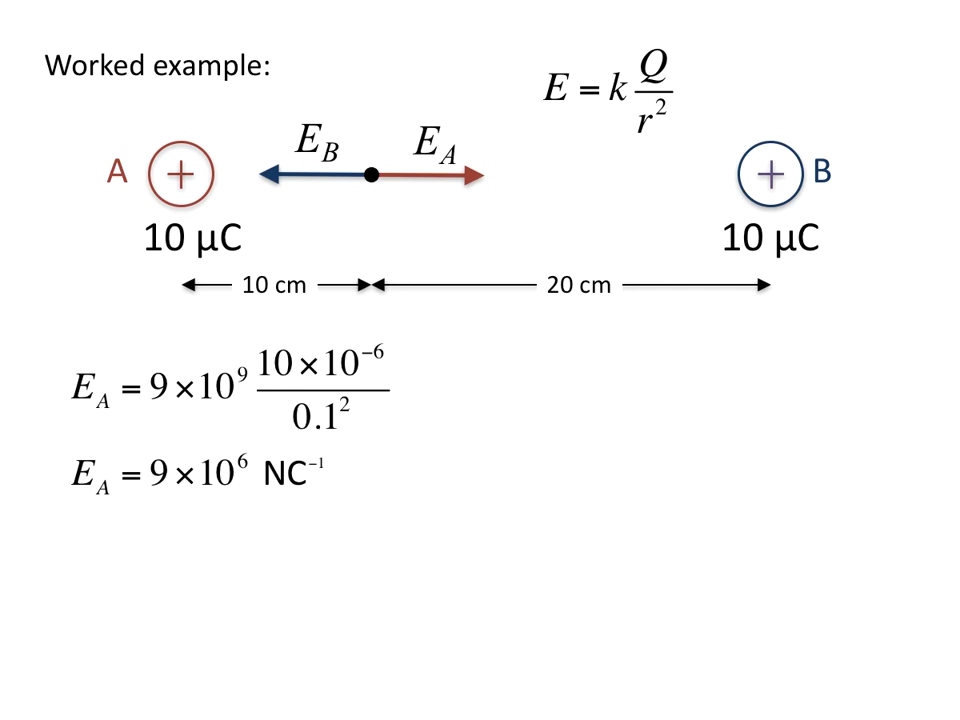 Worked example:
E = k Q/r²
E_B E_A
A + + B
10 μC 10 μC
10 cm 20 cm
E_A = 9 ×10⁹ 10 ×10⁻⁶/0.1²
E_A = 9 ×10⁶ NC⁻¹